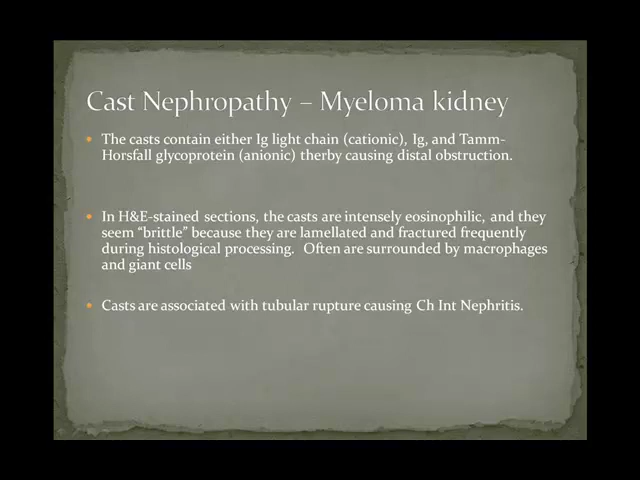 Cast Nephropathy – Myeloma kidney
The casts contain either Ig light chain (cationic), Ig, and Tamm-
Horsfall glycoprotein (anionic) therby causing distal obstruction.
In H&E-stained sections, the casts are intensely eosinophilic, and they
seem “brittle” because they are lamellated and fractured frequently
during histological processing. Often are surrounded by macrophages
and giant cells
Casts are associated with tubular rupture causing Ch Int Nephritis.